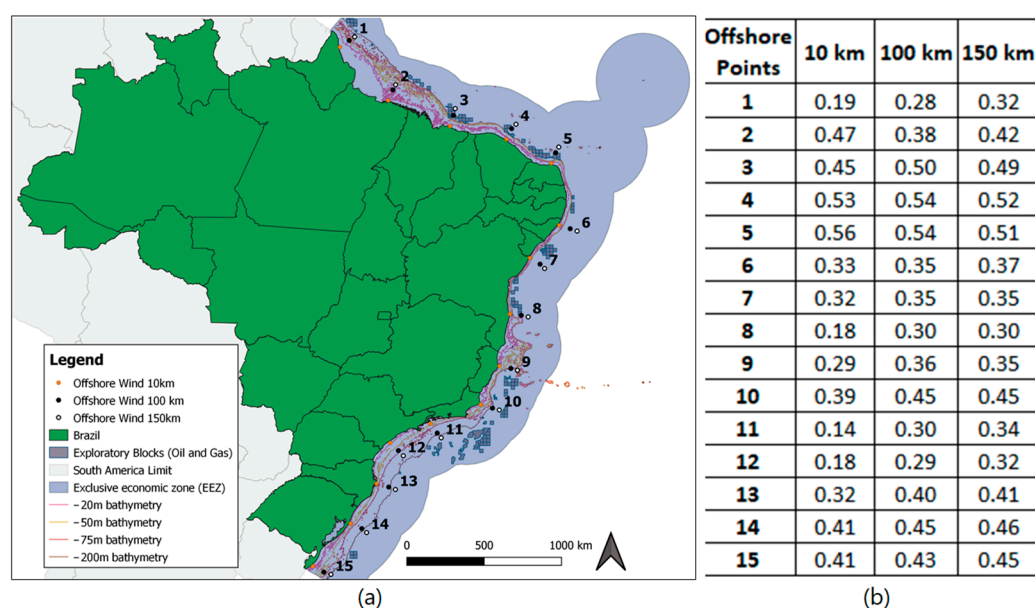 1
2
3
4
5
6
7
8
9
10
11
12
13
14
15
Legend
Offshore Wind 10km
Offshore Wind 100 km
Offshore Wind 150km
Brazil
Exploratory Blocks (Oil and Gas)
South America Limit
Exclusive economic zone (EEZ)
−20m bathymetry
−50m bathymetry
−75m bathymetry
−200m bathymetry
0 500 1000 km
(a)
Offshore Points 10 km 100 km 150 km
1 0.19 0.28 0.32
2 0.47 0.38 0.42
3 0.45 0.50 0.49
4 0.53 0.54 0.52
5 0.56 0.54 0.51
6 0.33 0.35 0.37
7 0.32 0.35 0.35
8 0.18 0.30 0.30
9 0.29 0.36 0.35
10 0.39 0.45 0.45
11 0.14 0.30 0.34
12 0.18 0.29 0.32
13 0.32 0.40 0.41
14 0.41 0.45 0.46
15 0.41 0.43 0.45
(b)